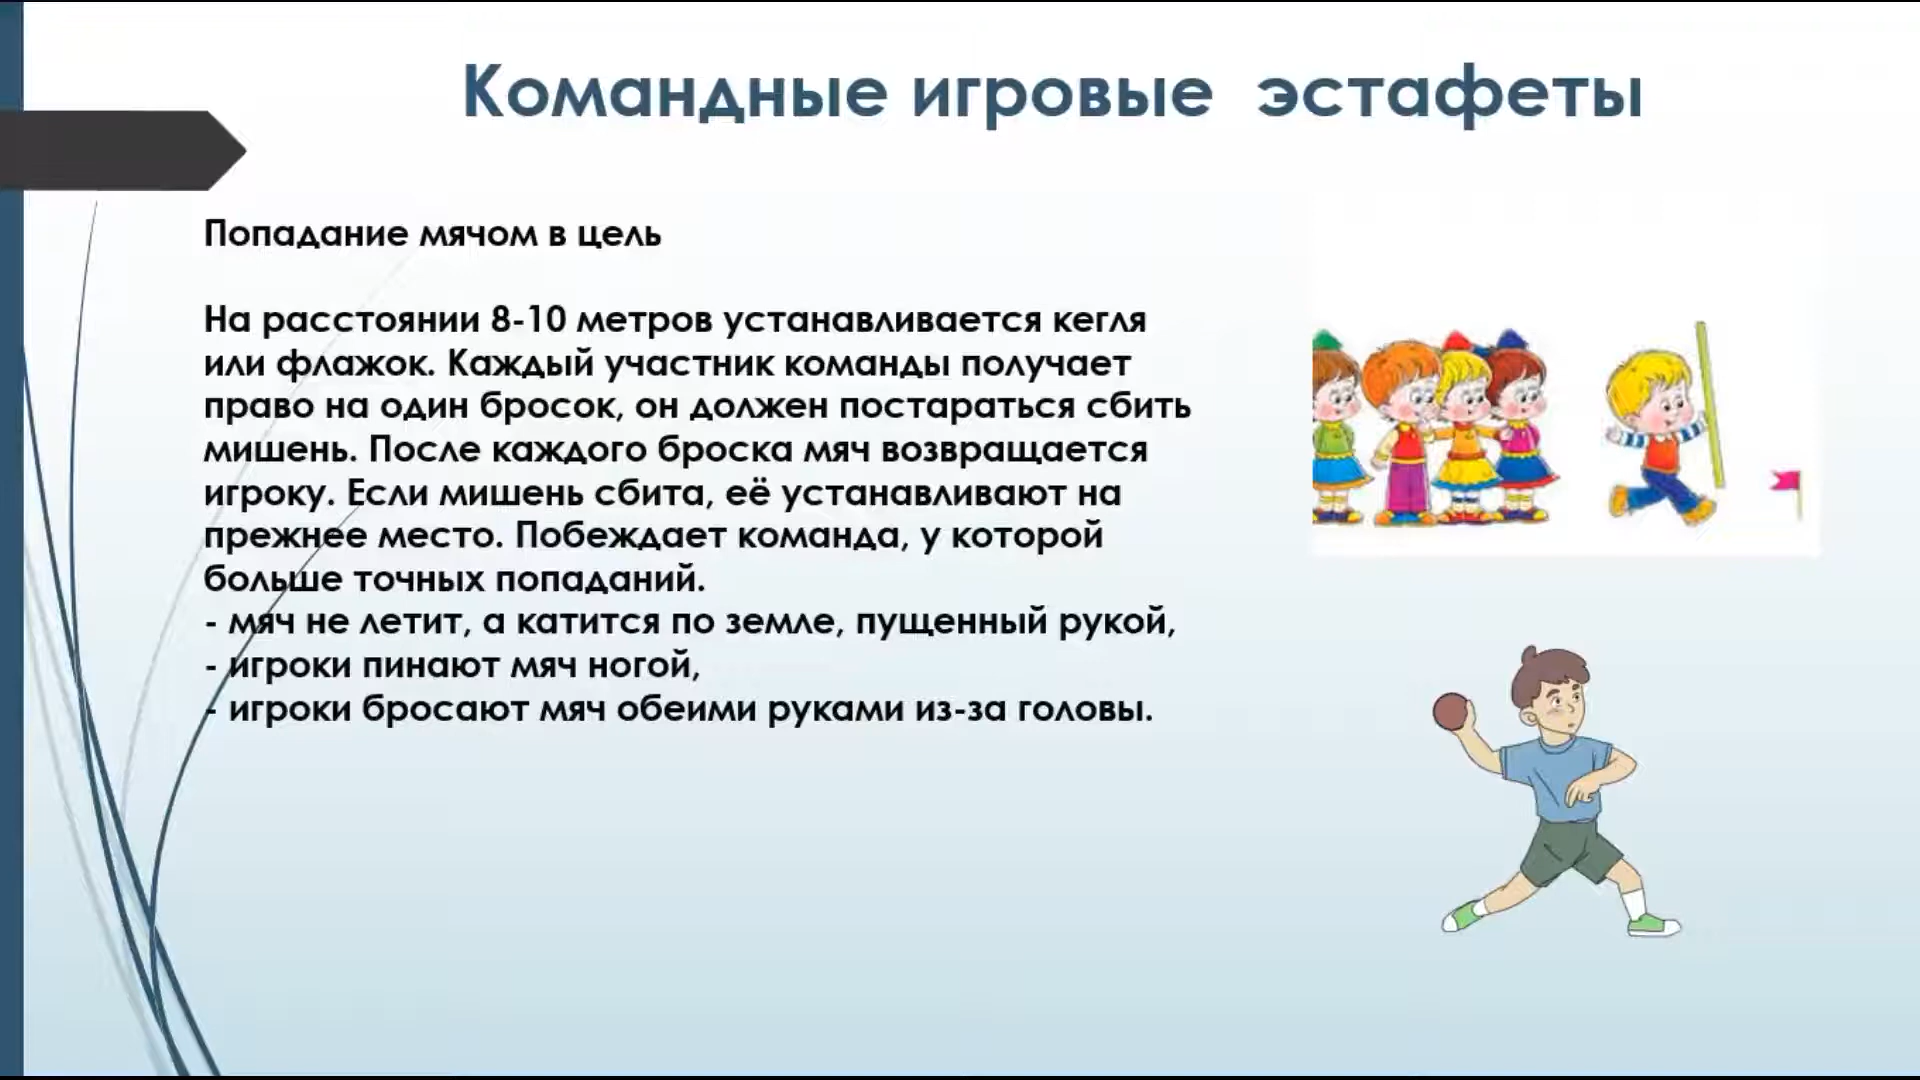 Командные игровые эстафеты
Попадание мячом в цель
На расстоянии 8-10 метров устанавливается кегля
или флажок. Каждый участник команды получает
право на один бросок, он должен постараться сбить
мишень. После каждого броска мяч возвращается
игроку. Если мишень сбита, её устанавливают на
прежнее место. Побеждает команда, у которой
больше точных попаданий.
- мяч не летит, а катится по земле, пущенный рукой,
- игроки пинают мяч ногой,
- игроки бросают мяч обеими руками из-за головы.